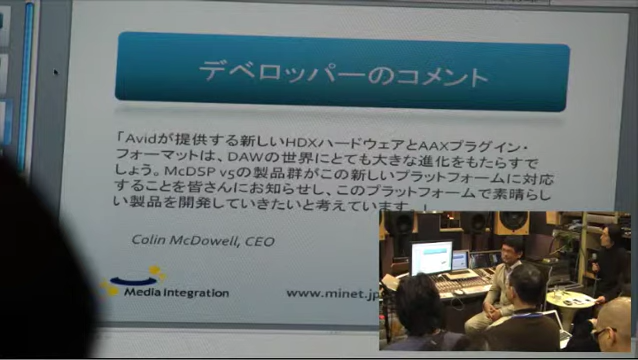 デベロッパーのコメント
「Avidが提供する新しいHDXハードウェアとAAXプラグイン・
フォーマットは、DAWの世界にとても大きな進化をもたらすで
しょう。McDSP v5の製品群がこの新しいプラットフォームに対応
することを皆さんにお知らせし、このプラットフォームで素晴らし
い製品を開発していきたいと考えています。」
Colin McDowell, CEO
Media Integration
www.minet.jp